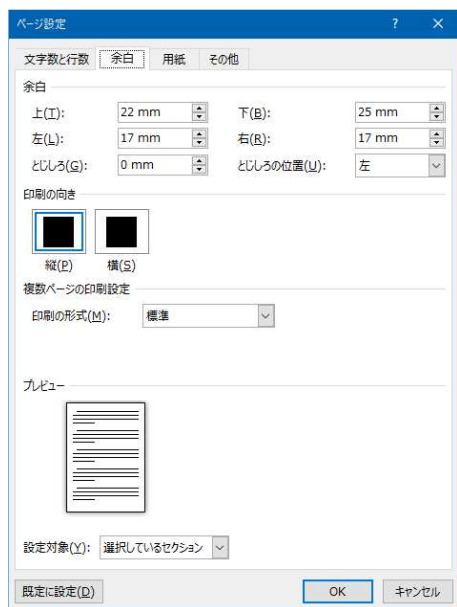 ページ設定 ? ×
文字数と行数 余白 用紙 その他
余白
上(T): 22 mm 下(B): 25 mm
左(L): 17 mm 右(R): 17 mm
とじしろ(G): 0 mm とじしろの位置(U): 左
印刷の向き
縦(P) 横(S)
複数ページの印刷設定
印刷の形式(M): 標準
プレビュー
設定対象(Y): 選択しているセクション
既定に設定(D) OK キャンセル